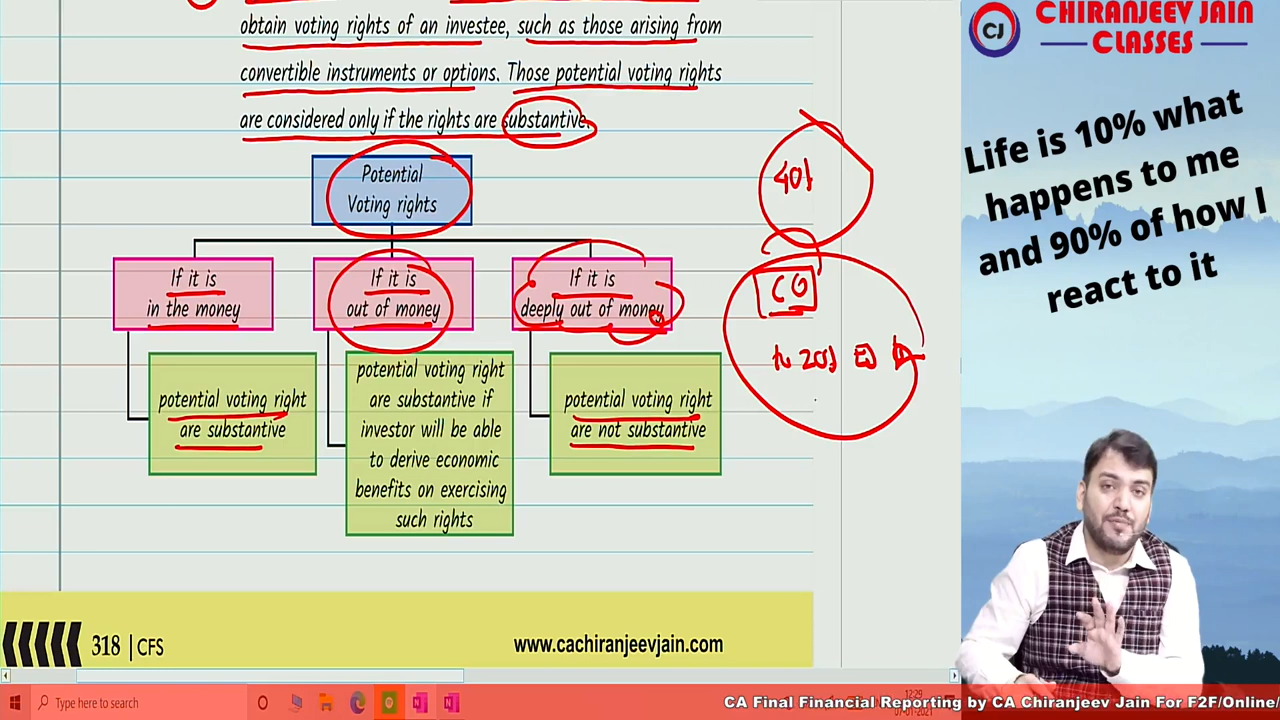 obtain voting rights of an investee, such as those arising from
convertible instruments or options. Those potential voting rights
are considered only if the rights are substantive.
Potential
Voting rights
If it is
in the money
If it is
out of money
If it is
deeply out of money
potential voting right
are substantive
potential voting right
are substantive if
investor will be able
to derive economic
benefits on exercising
such rights
potential voting right
are not substantive
318 | CFS
www.cachiranjeevjain.com
CJ
CHIRANJEEV JAIN
CLASSES
Life is 10% what
happens to me
and 90% of how I
react to it
Type here to search
12:29
07-01-2021
CA Final Financial Reporting by CA Chiranjeev Jain For F2F/Online/